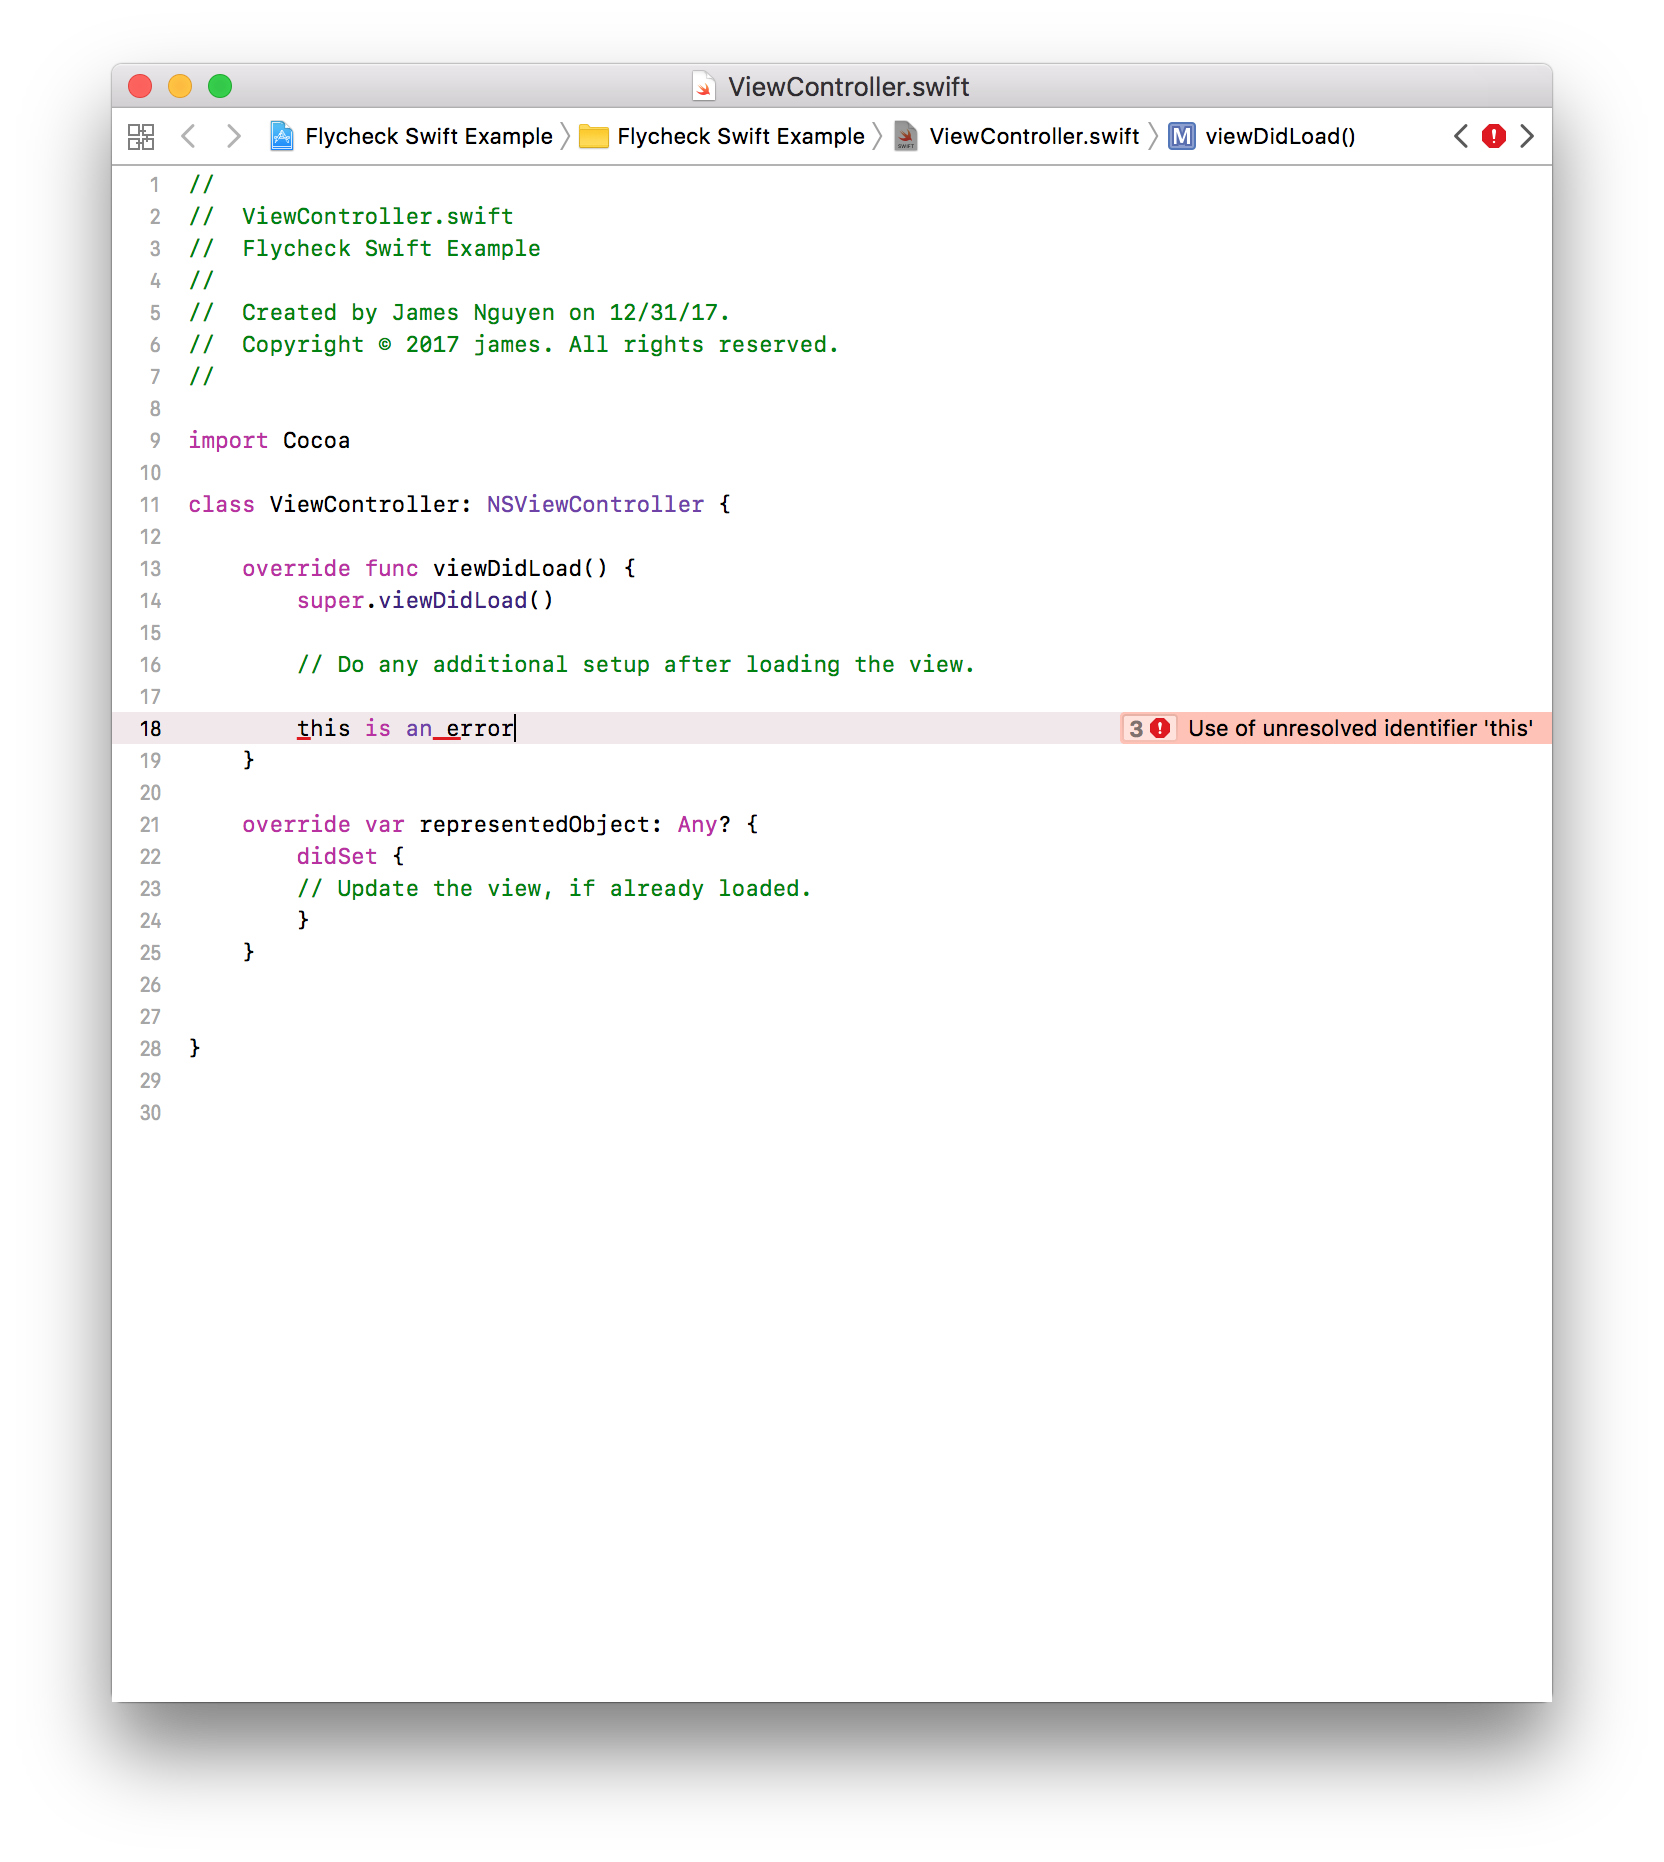 ViewController.swift
Flycheck Swift Example Flycheck Swift Example ViewController.swift M viewDidLoad()
1 //
2 //  ViewController.swift
3 //  Flycheck Swift Example
4 //
5 //  Created by James Nguyen on 12/31/17.
6 //  Copyright © 2017 james. All rights reserved.
7 //
8
9 import Cocoa
10
11 class ViewController: NSViewController {
12
13     override func viewDidLoad() {
14         super.viewDidLoad()
15
16         // Do any additional setup after loading the view.
17
18         this is an error 3 Use of unresolved identifier 'this'
19     }
20
21     override var representedObject: Any? {
22         didSet {
23         // Update the view, if already loaded.
24         }
25     }
26
27
28 }
29
30